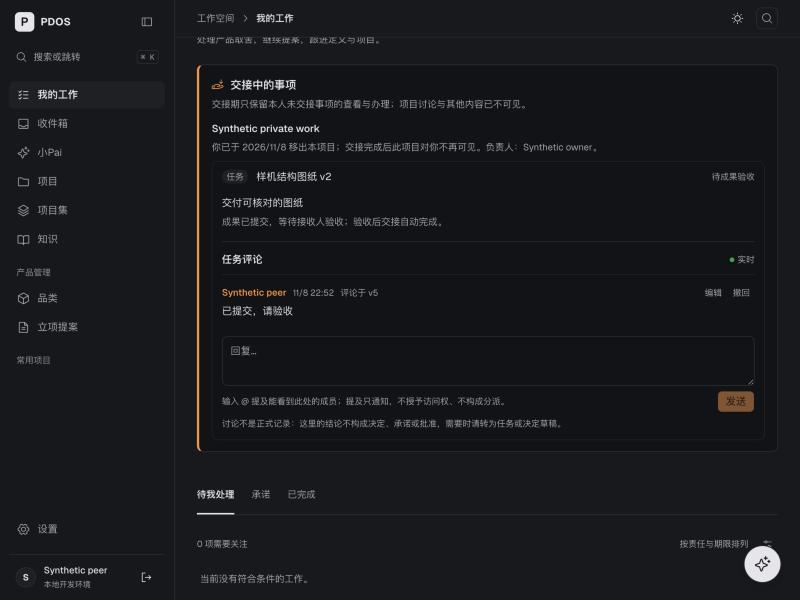 P PDOS
搜索或跳转 ⌘ K
我的工作
收件箱
小Pai
项目
项目集
知识
产品管理
品类
立项提案
常用项目
设置
S Synthetic peer
本地开发环境
工作空间 > 我的工作
处理产品取舍，继续提案，跟进定义与项目。
交接中的事项
交接期只保留本人未交接事项的查看与办理；项目讨论与其他内容已不可见。
Synthetic private work
你已于 2026/11/8 移出本项目；交接完成后此项目对你不再可见。负责人：Synthetic owner。
任务 样机结构图纸 v2 待成果验收
交付可核对的图纸
成果已提交，等待接收人验收；验收后交接自动完成。
任务评论 实时
Synthetic peer 11/8 22:52 评论于 v5 编辑 撤回
已提交，请验收
回复…
输入 @ 提及能看到此处的成员；提及只通知，不授予访问权、不构成分派。 发送
讨论不是正式记录：这里的结论不构成决定、承诺或批准，需要时请转为任务或决定草稿。
待我处理 承诺 已完成
0 项需要关注 按责任与期限排列
当前没有符合条件的工作。